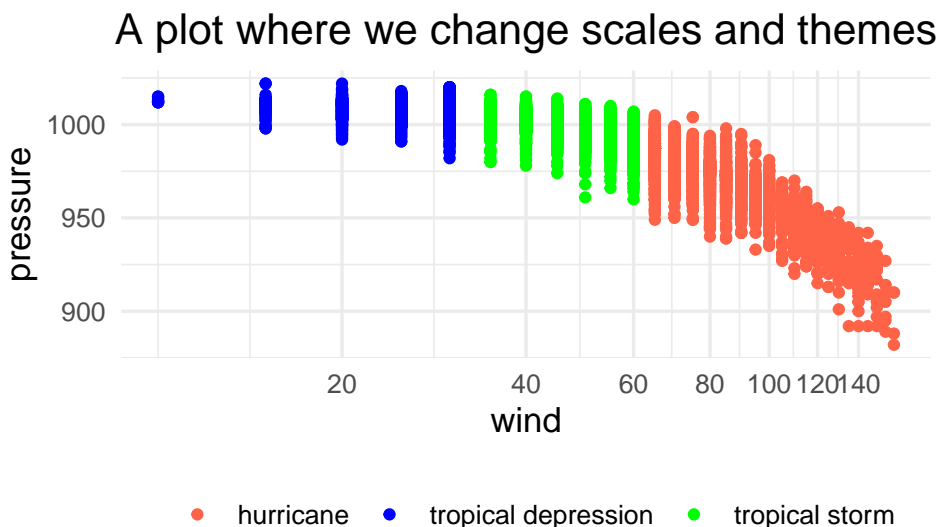 A plot where we change scales and themes
pressure
1000
950
900
20 40 60 80 100 120 140
wind
hurricane tropical depression tropical storm